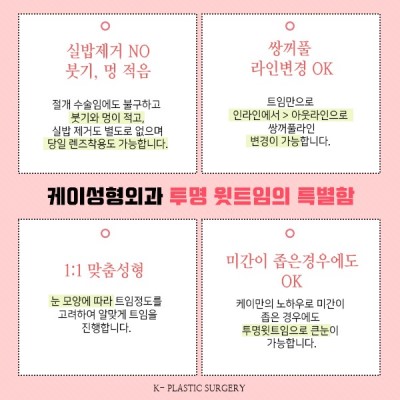 실밥제거 NO
붓기, 멍 적음
절개 수술임에도 불구하고
붓기와 멍이 적고,
실밥 제거도 별도로 없으며
당일 렌즈착용도 가능합니다.
쌍꺼풀
라인변경 OK
트임만으로
인라인에서 > 아웃라인으로
쌍꺼풀라인
변경이 가능합니다.
케이성형외과 투명 윗트임의 특별함
1:1 맞춤성형
눈 모양에 따라 트임정도를
고려하여 알맞게 트임을
진행합니다.
미간이 좁은경우에도
OK
케이만의 노하우로 미간이
좁은 경우에도
투명윗트임으로 큰눈이
가능합니다.
K- PLASTIC SURGERY